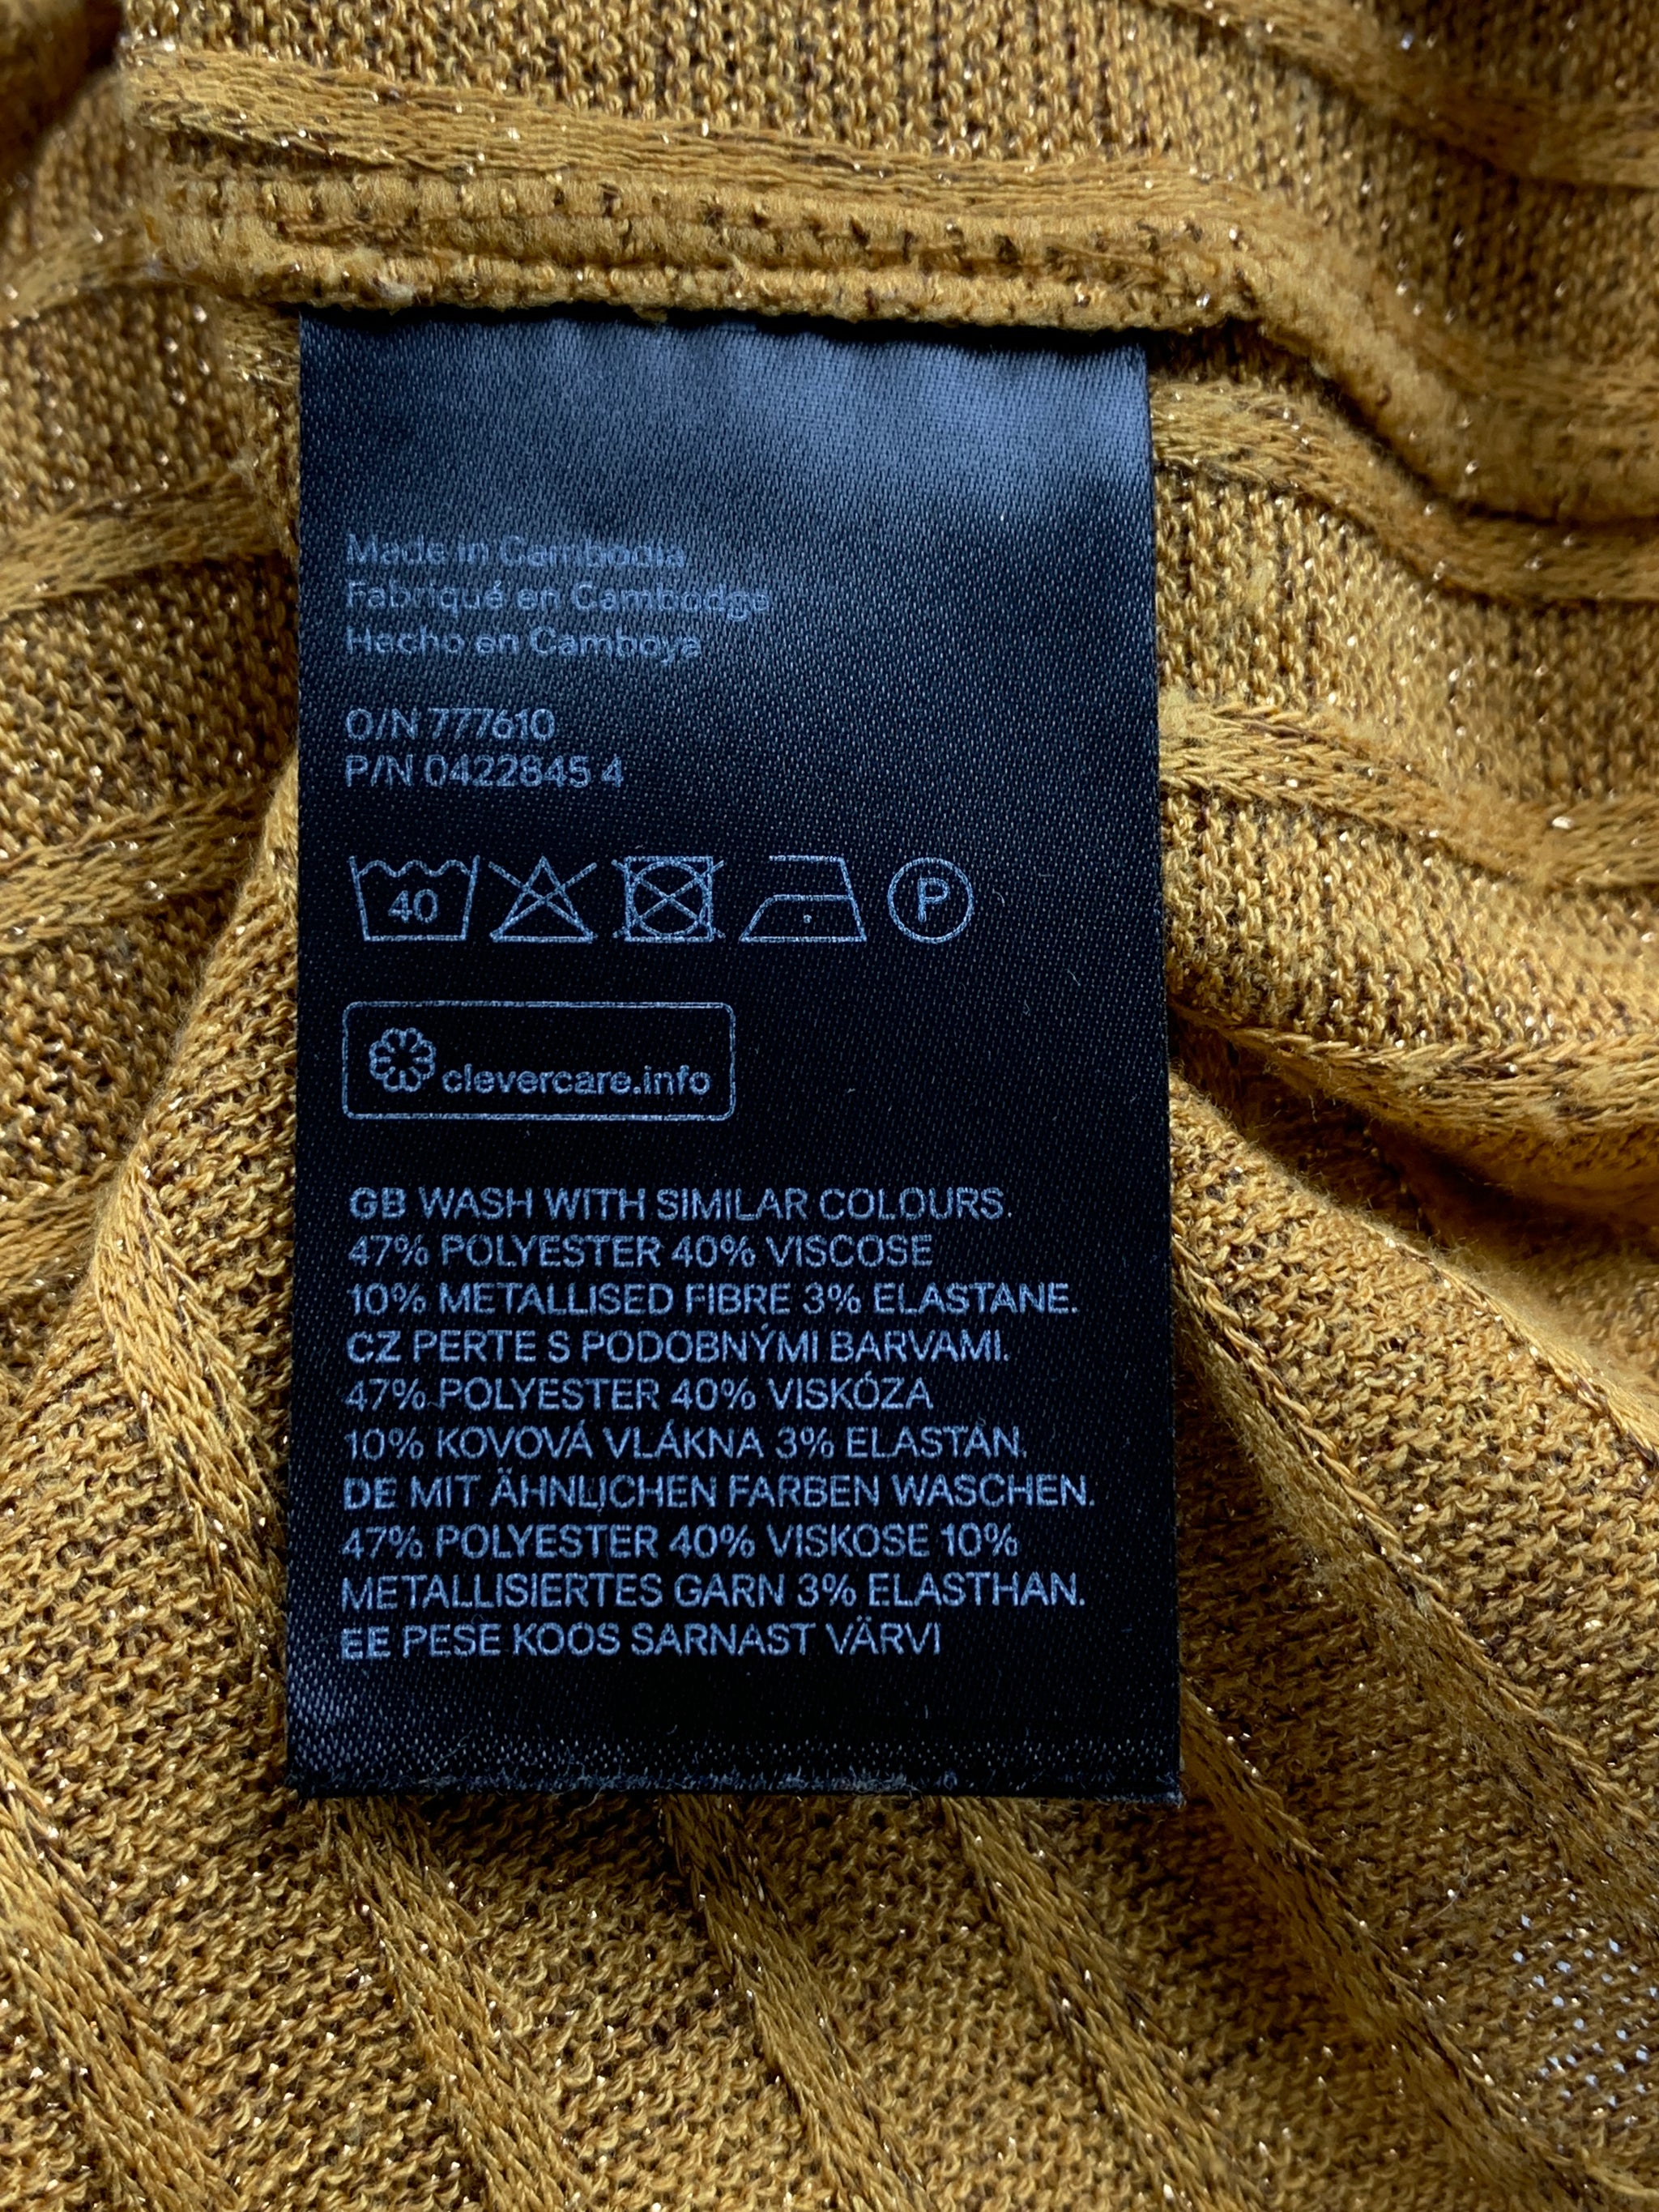 Made in Cambodia
Fabriqué en Cambodge
Hecho en Camboya
O/N 777610
P/N 0422845 4
40 P
clevercare.info
GB WASH WITH SIMILAR COLOURS.
47% POLYESTER 40% VISCOSE
10% METALLISED FIBRE 3% ELASTANE.
CZ PERTE S PODOBNÝMI BARVAMI.
47% POLYESTER 40% VISKÓZA
10% KOVOVÁ VLÁKNA 3% ELASTAN.
DE MIT ÄHNLICHEN FARBEN WASCHEN.
47% POLYESTER 40% VISKOSE 10%
METALLISIERTES GARN 3% ELASTHAN.
EE PESE KOOS SARNAST VÄRVI